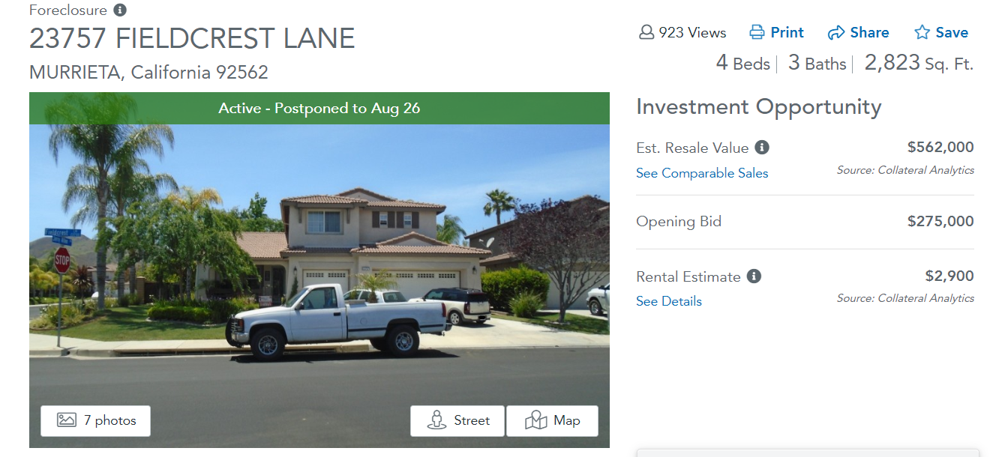 Foreclosure
23757 FIELDCREST LANE
MURRIETA, California 92562
923 Views Print Share Save
4 Beds 3 Baths 2,823 Sq. Ft.
Active - Postponed to Aug 26
Investment Opportunity
Est. Resale Value $562,000
See Comparable Sales Source: Collateral Analytics
Opening Bid $275,000
Rental Estimate $2,900
See Details Source: Collateral Analytics
Fieldcrest
STOP
7 photos Street Map